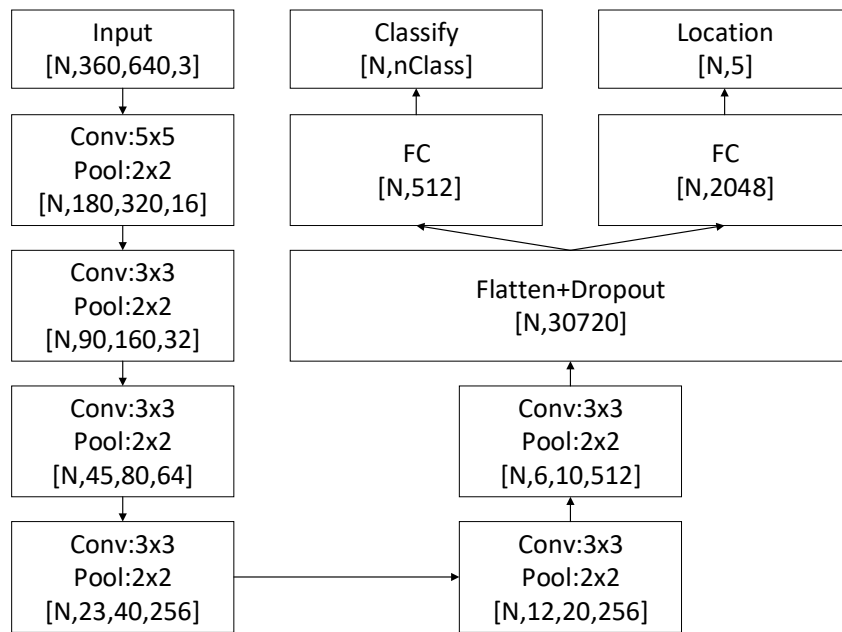 Input
[N,360,640,3]
Conv:5x5
Pool:2x2
[N,180,320,16]
Conv:3x3
Pool:2x2
[N,90,160,32]
Conv:3x3
Pool:2x2
[N,45,80,64]
Conv:3x3
Pool:2x2
[N,23,40,256]
Conv:3x3
Pool:2x2
[N,12,20,256]
Conv:3x3
Pool:2x2
[N,6,10,512]
Flatten+Dropout
[N,30720]
FC
[N,512]
Classify
[N,nClass]
FC
[N,2048]
Location
[N,5]